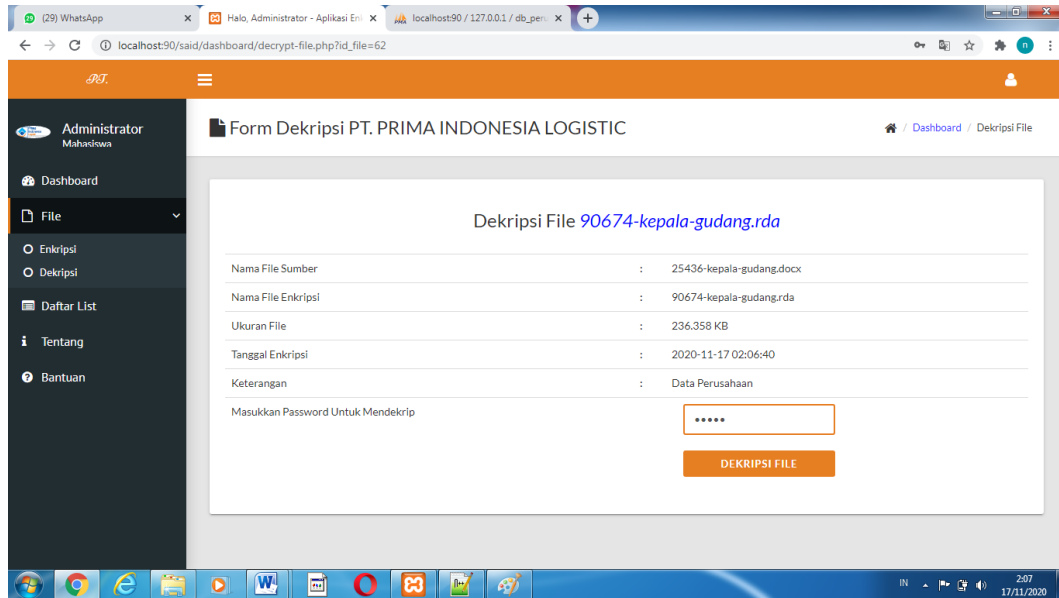 (29) WhatsApp
Halo, Administrator - Aplikasi En
localhost:90 / 127.0.0.1 / db_peru
localhost:90/said/dashboard/decrypt-file.php?id_file=62
n
PT.
Administrator
Mahasiswa
Form Dekripsi PT. PRIMA INDONESIA LOGISTIC
/ Dashboard / Dekripsi File
Dashboard
File
Enkripsi
Dekripsi
Daftar List
Tentang
Bantuan
Dekripsi File 90674-kepala-gudang.rda
Nama File Sumber : 25436-kepala-gudang.docx
Nama File Enkripsi : 90674-kepala-gudang.rda
Ukuran File : 236.358 KB
Tanggal Enkripsi : 2020-11-17 02:06:40
Keterangan : Data Perusahaan
Masukkan Password Untuk Mendekrip
•••••
DEKRIPSI FILE
IN
2:07
17/11/2020